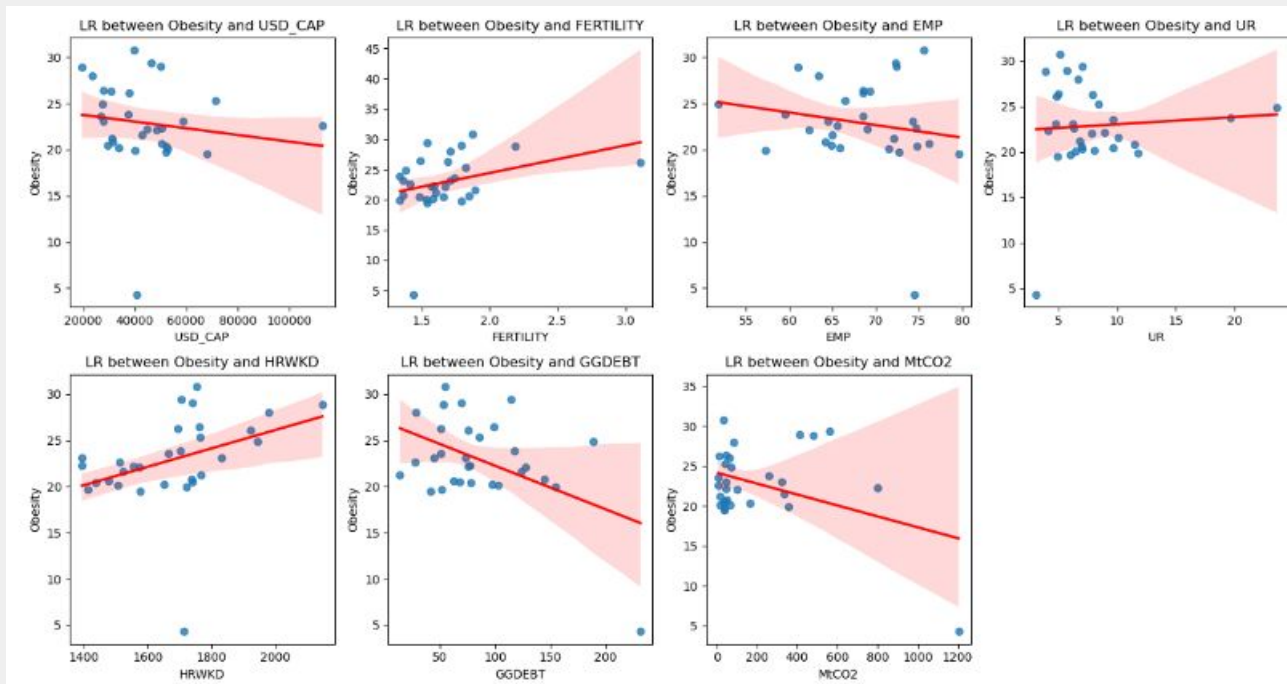 LR between Obesity and USD_CAP
30
25
20
15
10
5
Obesity
20000 40000 60000 80000 100000
USD_CAP
LR between Obesity and FERTILITY
45
40
35
30
25
20
15
10
5
Obesity
1.5 2.0 2.5 3.0
FERTILITY
LR between Obesity and EMP
30
25
20
15
10
5
Obesity
55 60 65 70 75 80
EMP
LR between Obesity and UR
30
25
20
15
10
5
Obesity
5 10 15 20
UR
LR between Obesity and HRWKD
30
25
20
15
10
5
Obesity
1400 1600 1800 2000
HRWKD
LR between Obesity and GGDEBT
30
25
20
15
10
5
Obesity
50 100 150 200
GGDEBT
LR between Obesity and MtCO2
35
30
25
20
15
10
5
Obesity
0 200 400 600 800 1000 1200
MtCO2